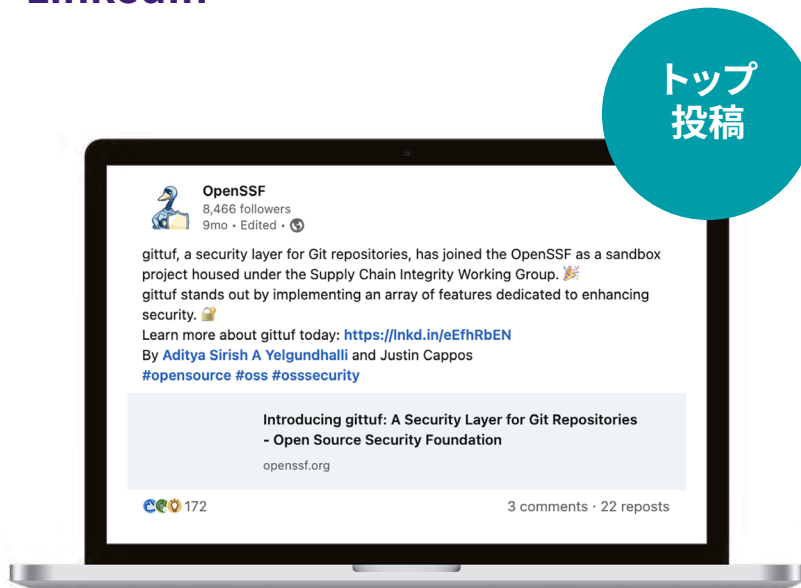 LinkedIn
トップ
投稿
OpenSSF
8,466 followers
9mo • Edited •
gittuf, a security layer for Git repositories, has joined the OpenSSF as a sandbox
project housed under the Supply Chain Integrity Working Group. 🎉
gittuf stands out by implementing an array of features dedicated to enhancing
security. 🔐
Learn more about gittuf today: https://lnkd.in/eEfhRbEN
By Aditya Sirish A Yelgundhalli and Justin Cappos
#opensource #oss #osssecurity
Introducing gittuf: A Security Layer for Git Repositories
- Open Source Security Foundation
openssf.org
172
3 comments · 22 reposts